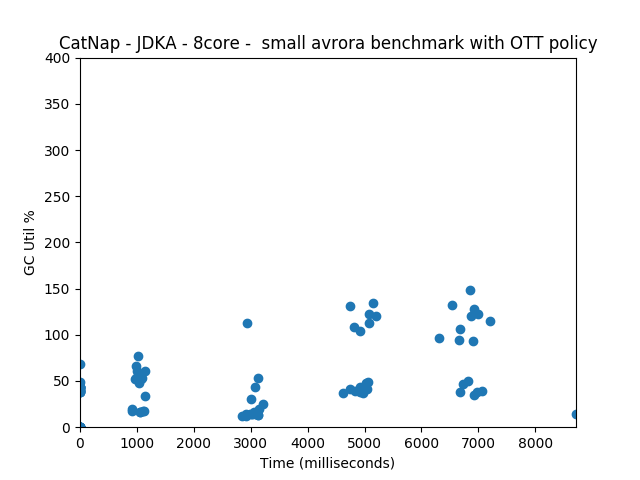 CatNap - JDKA - 8core -  small avrora benchmark with OTT policy
400
350
300
250
200
150
100
50
0
GC Util %
0 1000 2000 3000 4000 5000 6000 7000 8000
Time (milliseconds)